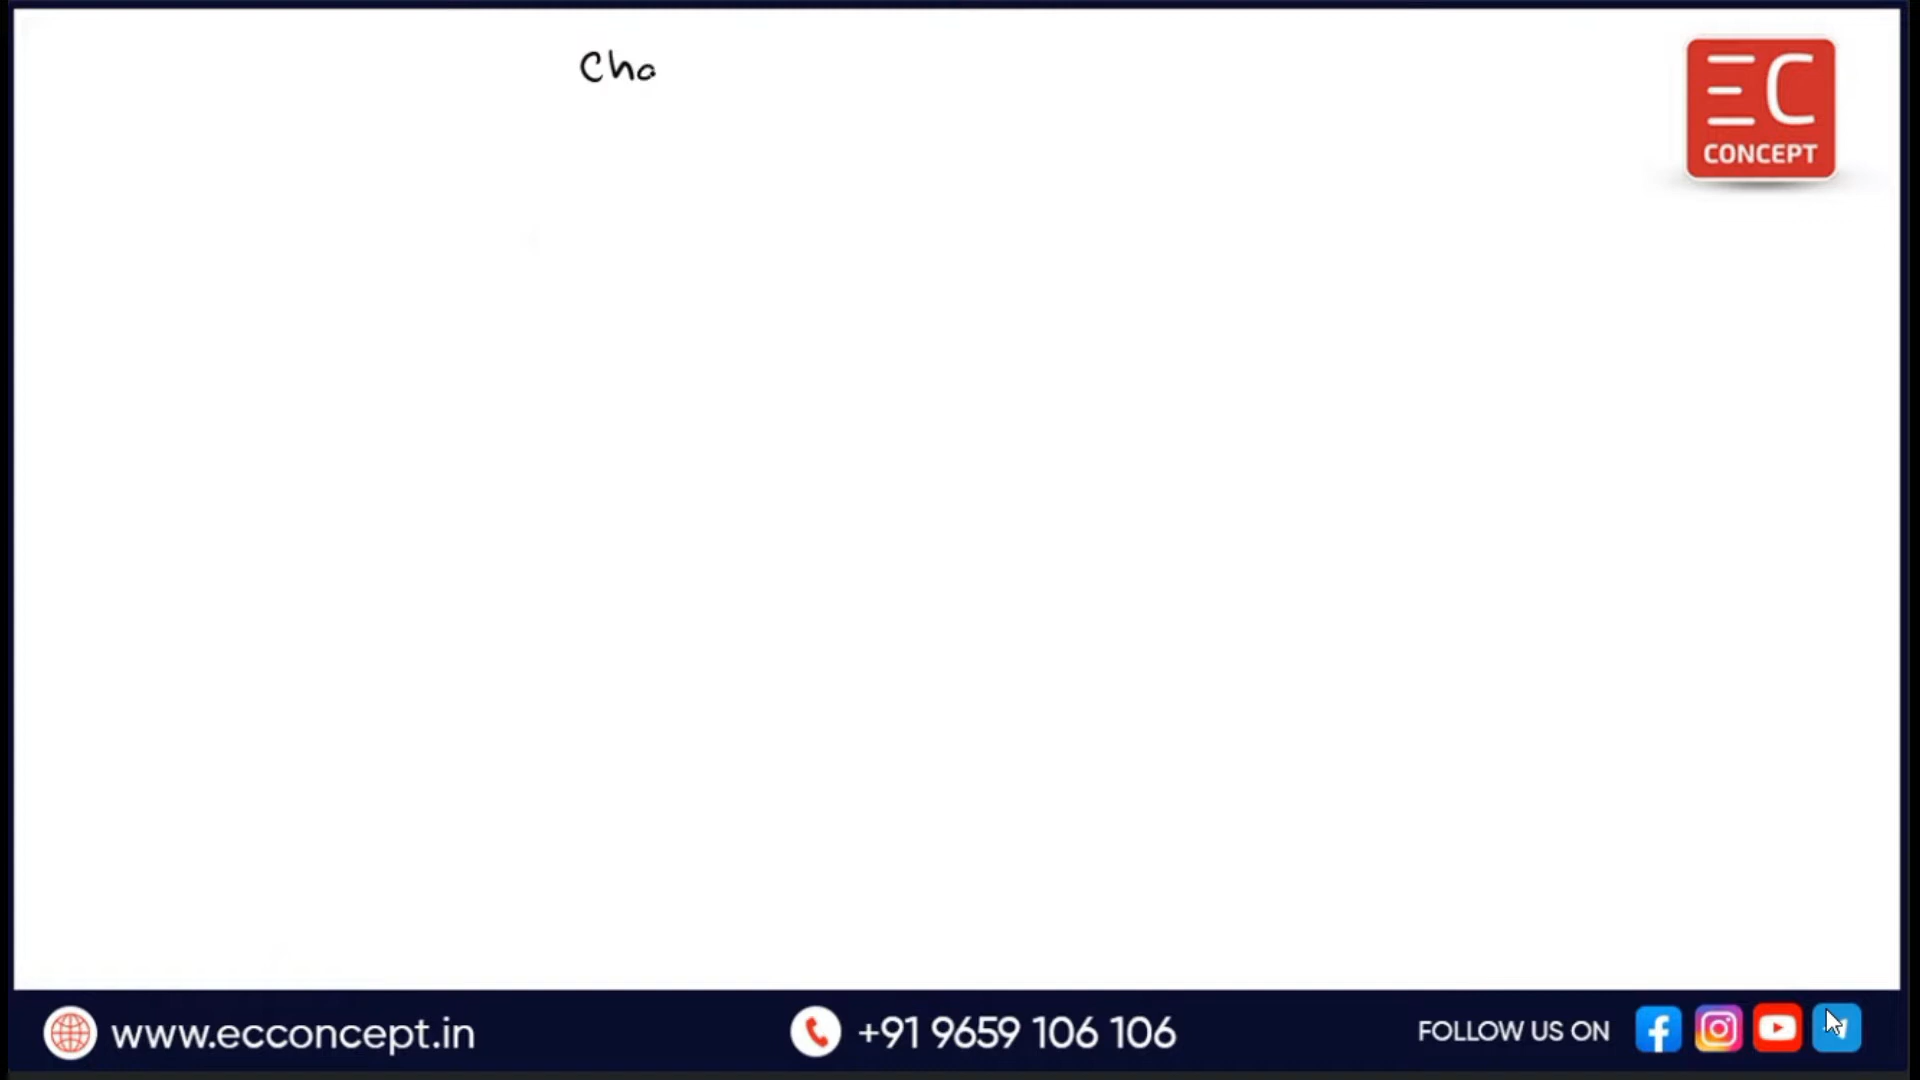 Cho
EC
CONCEPT
www.ecconcept.in
+91 9659 106 106
FOLLOW US ON